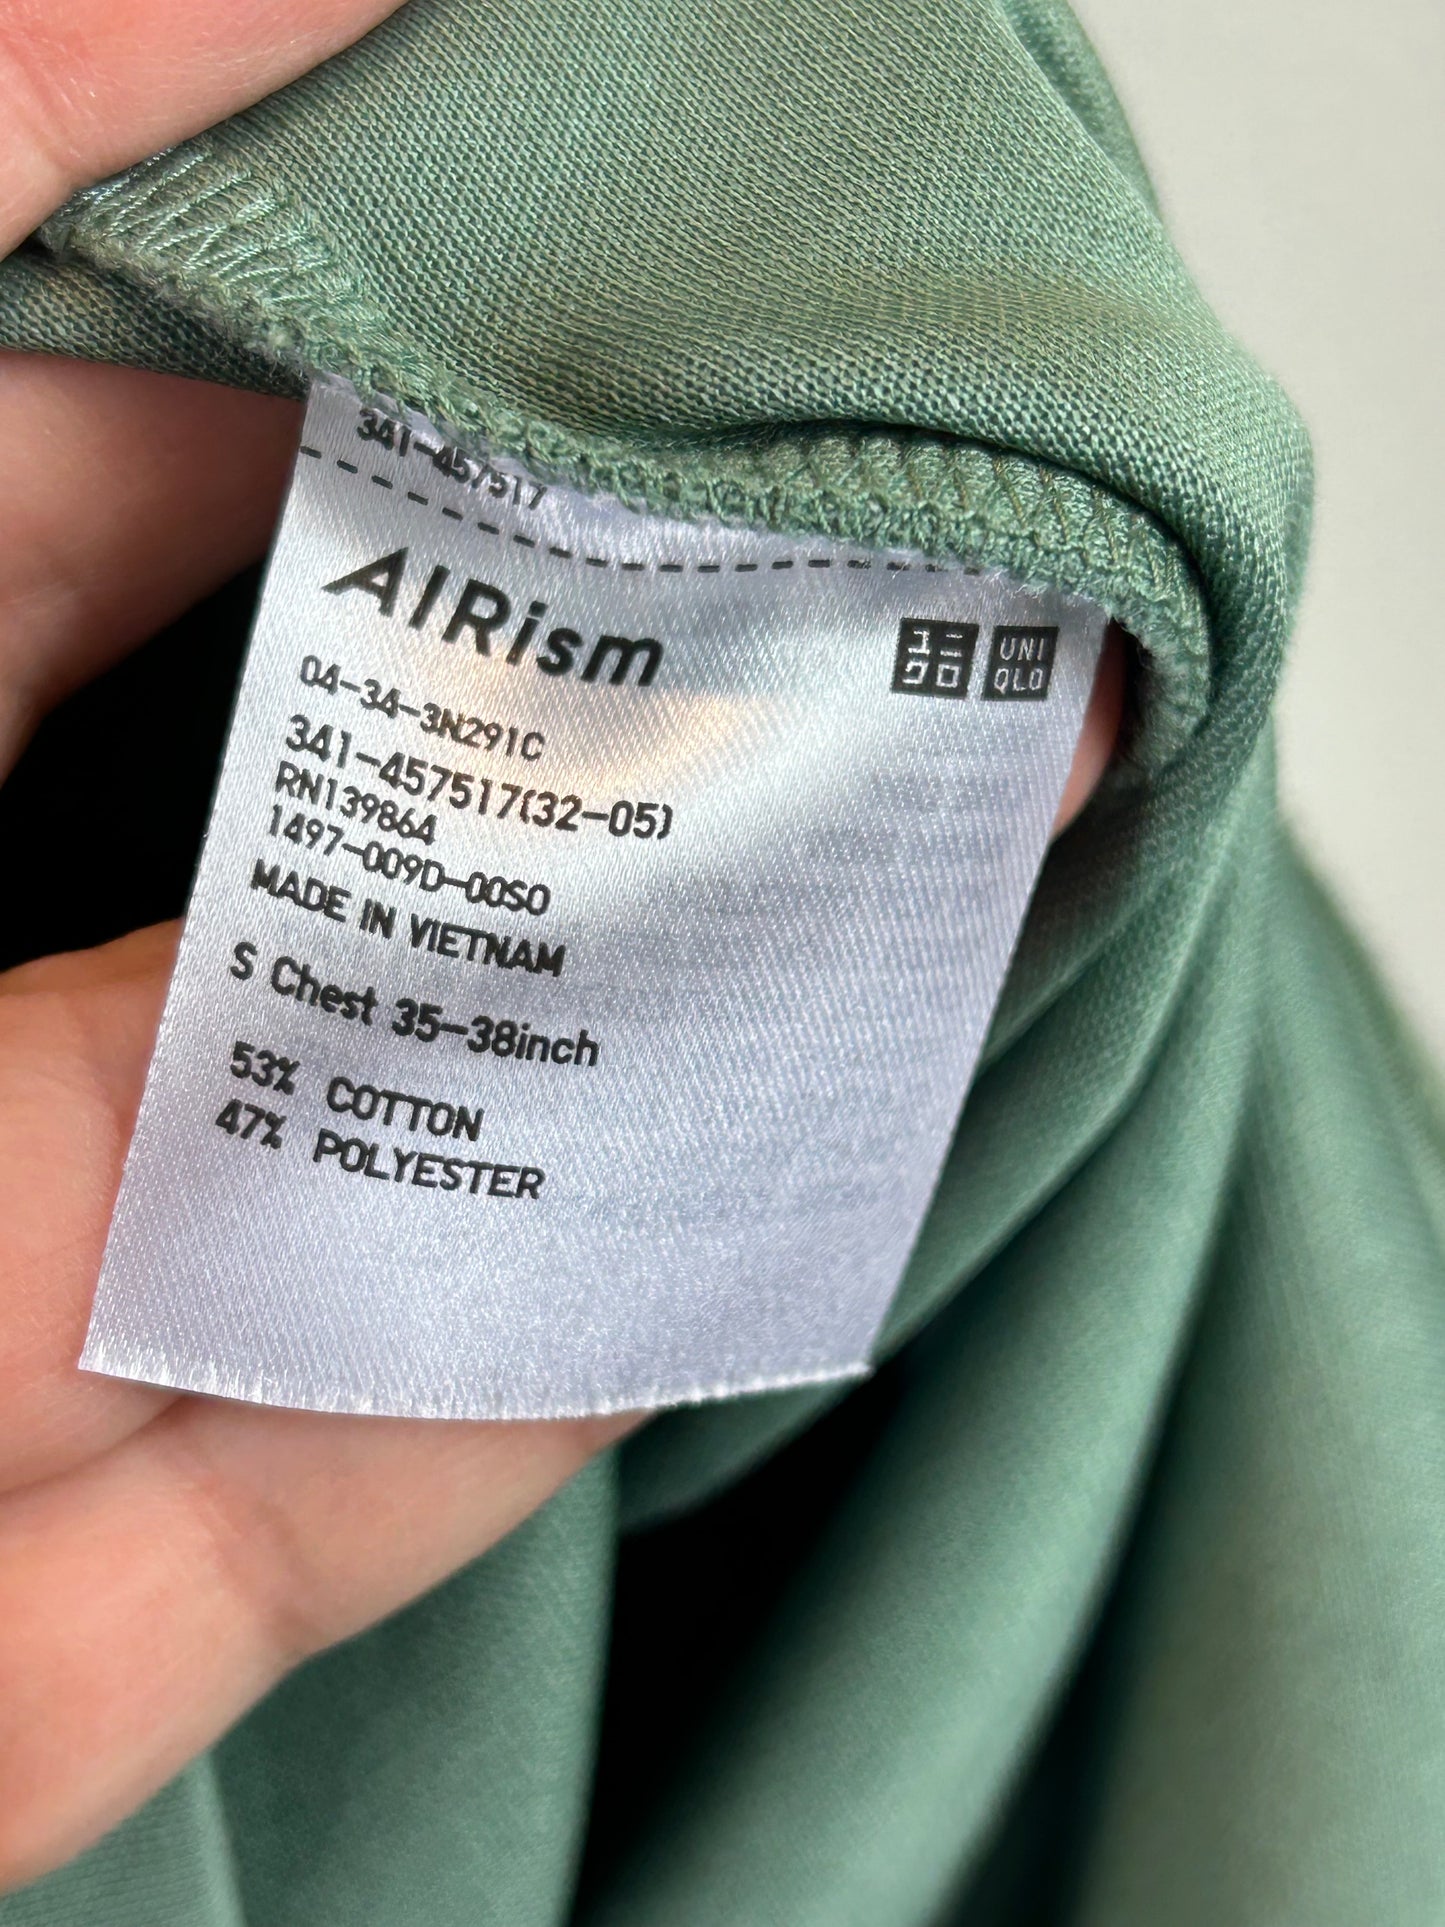 341-457517
AIRism
ユニ
クロ
UNI
QLO
04-34-3N291C
341-457517(32-05)
RN139864
1497-009D-00S0
MADE IN VIETNAM
S Chest 35-38inch
53% COTTON
47% POLYESTER